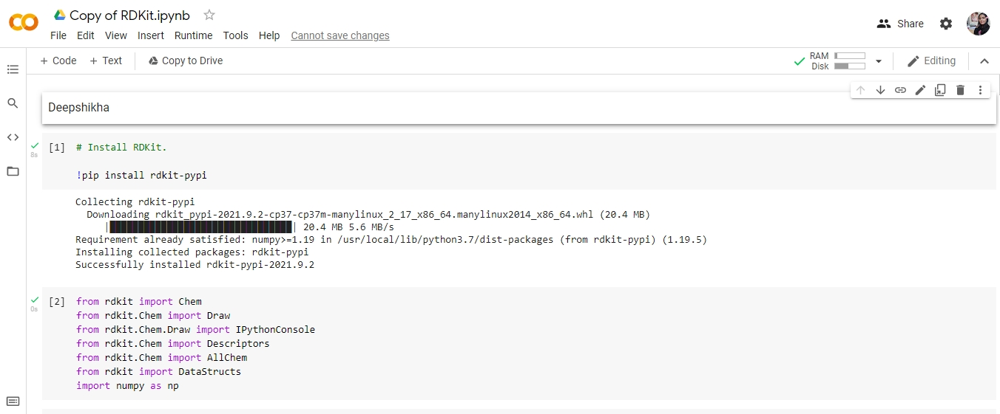 Copy of RDKit.ipynb
File Edit View Insert Runtime Tools Help Cannot save changes
Share
+ Code + Text Copy to Drive
RAM
Disk
Editing
Deepshikha
[1] # Install RDKit.
8s
!pip install rdkit-pypi
Collecting rdkit-pypi
Downloading rdkit_pypi-2021.9.2-cp37-cp37m-manylinux_2_17_x86_64.manylinux2014_x86_64.whl (20.4 MB)
|████████████████████████████████| 20.4 MB 5.6 MB/s
Requirement already satisfied: numpy>=1.19 in /usr/local/lib/python3.7/dist-packages (from rdkit-pypi) (1.19.5)
Installing collected packages: rdkit-pypi
Successfully installed rdkit-pypi-2021.9.2
[2] from rdkit import Chem
0s
from rdkit.Chem import Draw
from rdkit.Chem.Draw import IPythonConsole
from rdkit.Chem import Descriptors
from rdkit.Chem import AllChem
from rdkit import DataStructs
import numpy as np